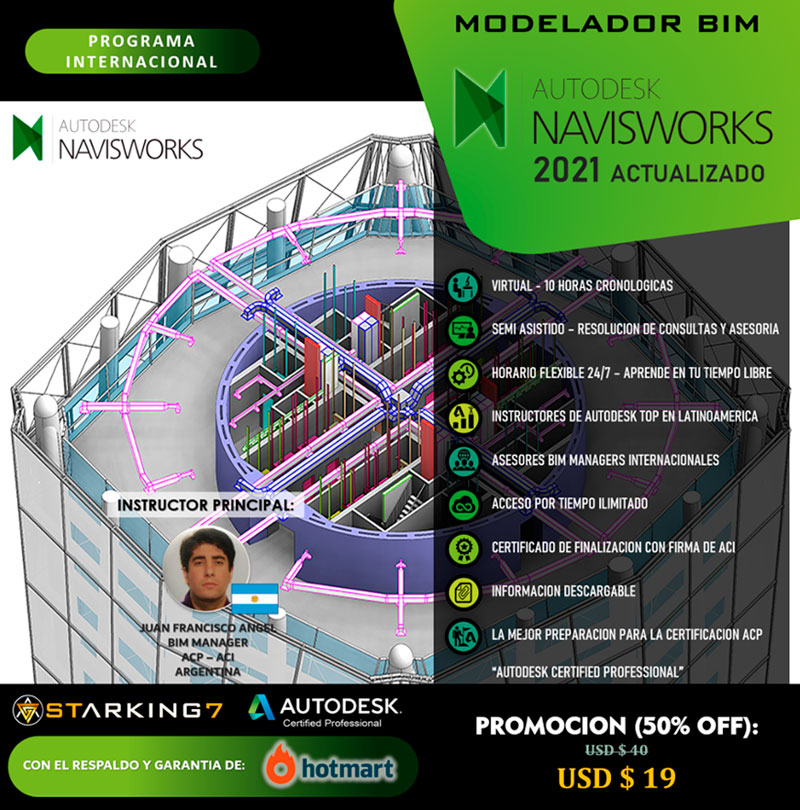 PROGRAMA
INTERNACIONAL
MODELADOR BIM
AUTODESK
NAVISWORKS
2021 ACTUALIZADO
AUTODESK
NAVISWORKS
VIRTUAL - 10 HORAS CRONOLOGICAS
SEMI ASISTIDO – RESOLUCION DE CONSULTAS Y ASESORIA
HORARIO FLEXIBLE 24/7 – APRENDE EN TU TIEMPO LIBRE
INSTRUCTORES DE AUTODESK TOP EN LATINOAMERICA
ASESORES BIM MANAGERS INTERNACIONALES
ACCESO POR TIEMPO ILIMITADO
CERTIFICADO DE FINALIZACION CON FIRMA DE ACI
INFORMACION DESCARGABLE
LA MEJOR PREPARACION PARA LA CERTIFICACION ACP
“AUTODESK CERTIFIED PROFESSIONAL”
INSTRUCTOR PRINCIPAL:
JUAN FRANCISCO ANGEL
BIM MANAGER
ACP – ACI
ARGENTINA
STARKING7
AUTODESK.
Certified Professional
CON EL RESPALDO Y GARANTIA DE:
hotmart
PROMOCION (50% OFF):
USD $ 40
USD $ 19